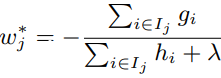 $w_j^* = -\frac{\sum_{i \in I_j} g_i}{\sum_{i \in I_j} h_i + \lambda}$